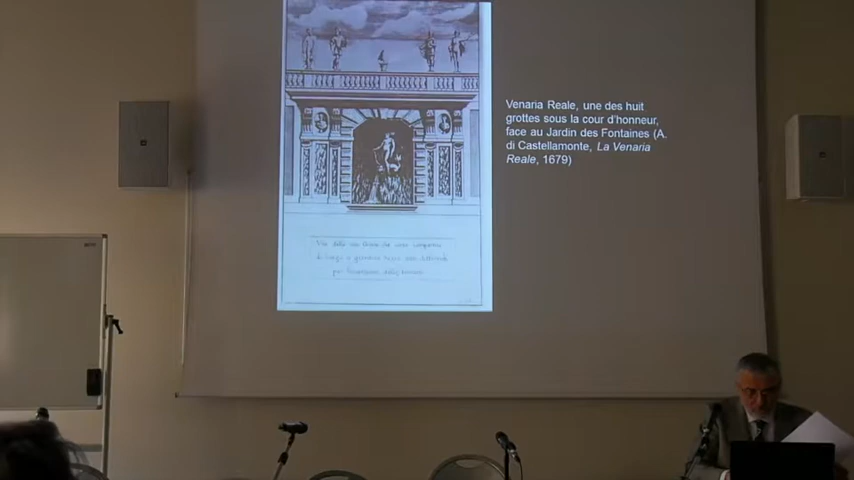 Venaria Reale, une des huit
grottes sous la cour d'honneur,
face au Jardin des Fontaines (A.
di Castellamonte, La Venaria
Reale, 1679)